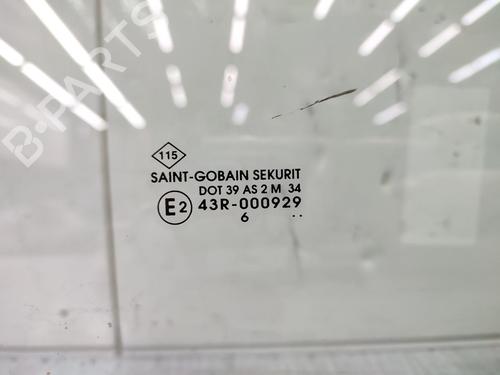 B-PARTS
115
SAINT-GOBAIN SEKURIT
DOT 39 AS 2 M 34
E2 43R-000929
6 ..